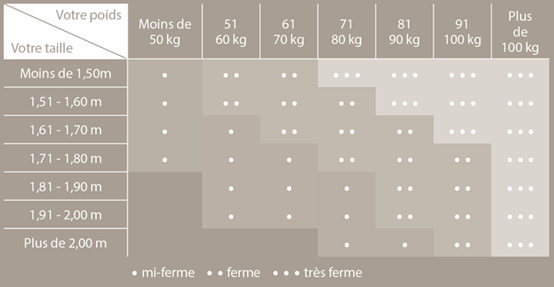 Votre poids
Votre taille
Moins de 50 kg
51 60 kg
61 70 kg
71 80 kg
81 90 kg
91 100 kg
Plus de 100 kg
Moins de 1,50m
1,51 - 1,60 m
1,61 - 1,70 m
1,71 - 1,80 m
1,81 - 1,90 m
1,91 - 2,00 m
Plus de 2,00 m
• mi-ferme •• ferme ••• très ferme